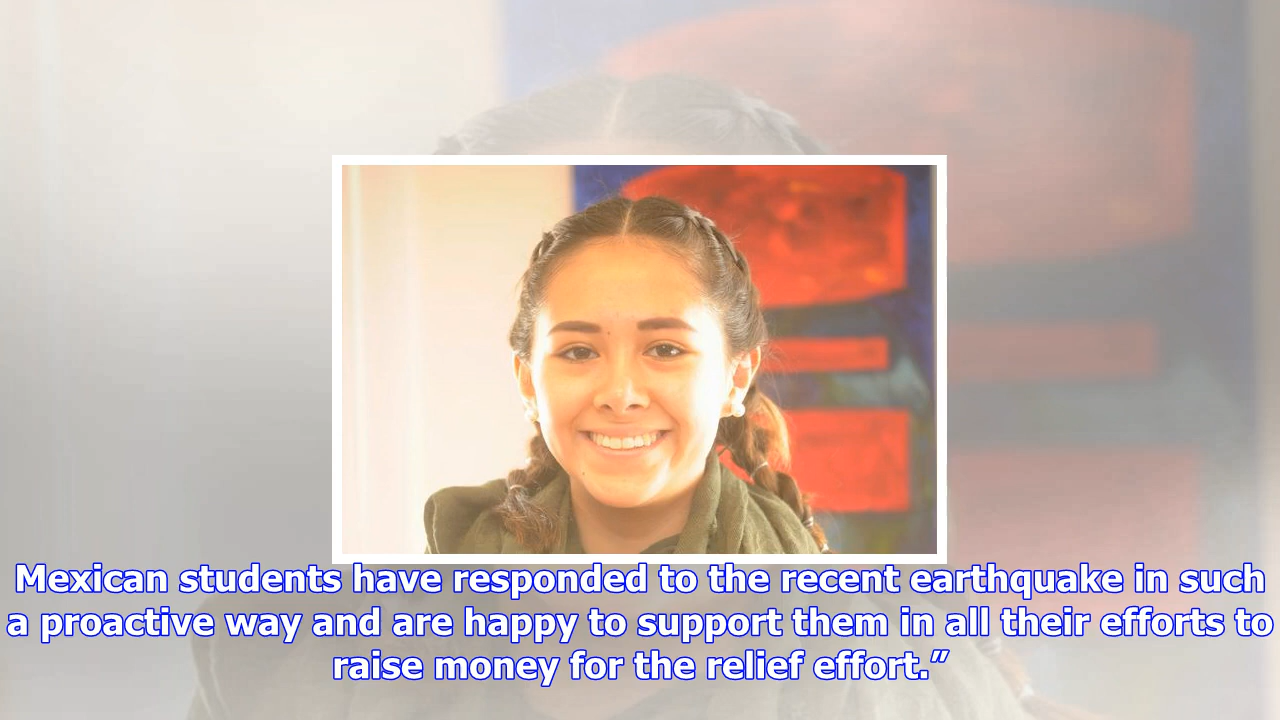 Mexican students have responded to the recent earthquake in such
a proactive way and are happy to support them in all their efforts to
raise money for the relief effort.”